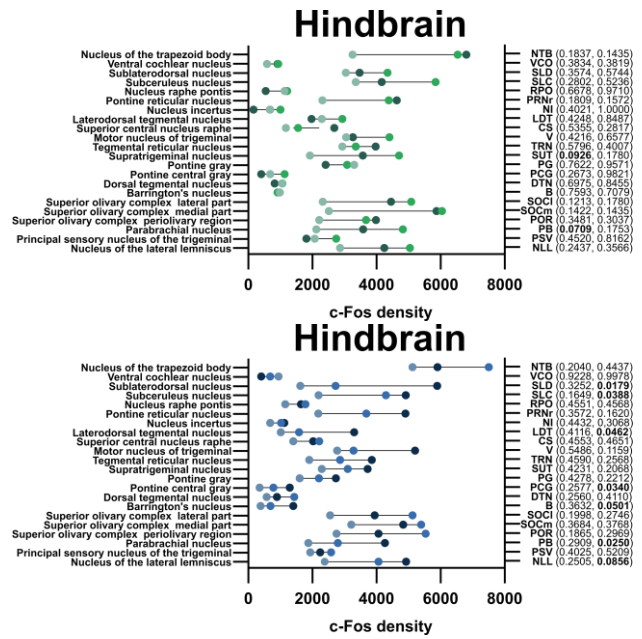 Hindbrain
Nucleus of the trapezoid body NTB (0.1837, 0.1435)
Ventral cochlear nucleus VCO (0.3834, 0.3819)
Sublaterodorsal nucleus SLD (0.3574, 0.5744)
Subceruleus nucleus SLC (0.2802, 0.5236)
Nucleus raphe pontis RPO (0.6678, 0.9710)
Pontine reticular nucleus PRNr (0.1809, 0.1572)
Nucleus incertus NI (0.4021, 1.0000)
Laterodorsal tegmental nucleus LDT (0.4248, 0.8487)
Superior central nucleus raphe CS (0.5355, 0.2817)
Motor nucleus of trigeminal V (0.4216, 0.6577)
Tegmental reticular nucleus TRN (0.5796, 0.4007)
Supratrigeminal nucleus SUT (0.0926, 0.1780)
Pontine gray PG (0.7622, 0.9571)
Pontine central gray PCG (0.2673, 0.9821)
Dorsal tegmental nucleus DTN (0.6975, 0.8455)
Barrington's nucleus B (0.7593, 0.7079)
Superior olivary complex lateral part SOCl (0.1213, 0.1780)
Superior olivary complex medial part SOCm (0.1422, 0.1435)
Superior olivary complex periolivary region POR (0.3481, 0.3037)
Parabrachial nucleus PB (0.0709, 0.1753)
Principal sensory nucleus of the trigeminal PSV (0.4520, 0.8162)
Nucleus of the lateral lemniscus NLL (0.2437, 0.3566)
0 2000 4000 6000 8000
c-Fos density
Hindbrain
Nucleus of the trapezoid body NTB (0.2040, 0.4437)
Ventral cochlear nucleus VCO (0.9228, 0.9978)
Sublaterodorsal nucleus SLD (0.3252, 0.0179)
Subceruleus nucleus SLC (0.1649, 0.0388)
Nucleus raphe pontis RPO (0.4551, 0.4568)
Pontine reticular nucleus PRNr (0.3572, 0.1620)
Nucleus incertus NI (0.4432, 0.3068)
Laterodorsal tegmental nucleus LDT (0.4116, 0.0462)
Superior central nucleus raphe CS (0.4553, 0.4651)
Motor nucleus of trigeminal V (0.5486, 0.1159)
Tegmental reticular nucleus TRN (0.4590, 0.2568)
Supratrigeminal nucleus SUT (0.4231, 0.2068)
Pontine gray PG (0.4278, 0.2212)
Pontine central gray PCG (0.2577, 0.0340)
Dorsal tegmental nucleus DTN (0.2560, 0.4110)
Barrington's nucleus B (0.3632, 0.0501)
Superior olivary complex lateral part SOCl (0.1998, 0.2746)
Superior olivary complex medial part SOCm (0.3684, 0.3768)
Superior olivary complex periolivary region POR (0.1865, 0.2969)
Parabrachial nucleus PB (0.2909, 0.0250)
Principal sensory nucleus of the trigeminal PSV (0.4025, 0.5209)
Nucleus of the lateral lemniscus NLL (0.2505, 0.0856)
0 2000 4000 6000 8000
c-Fos density